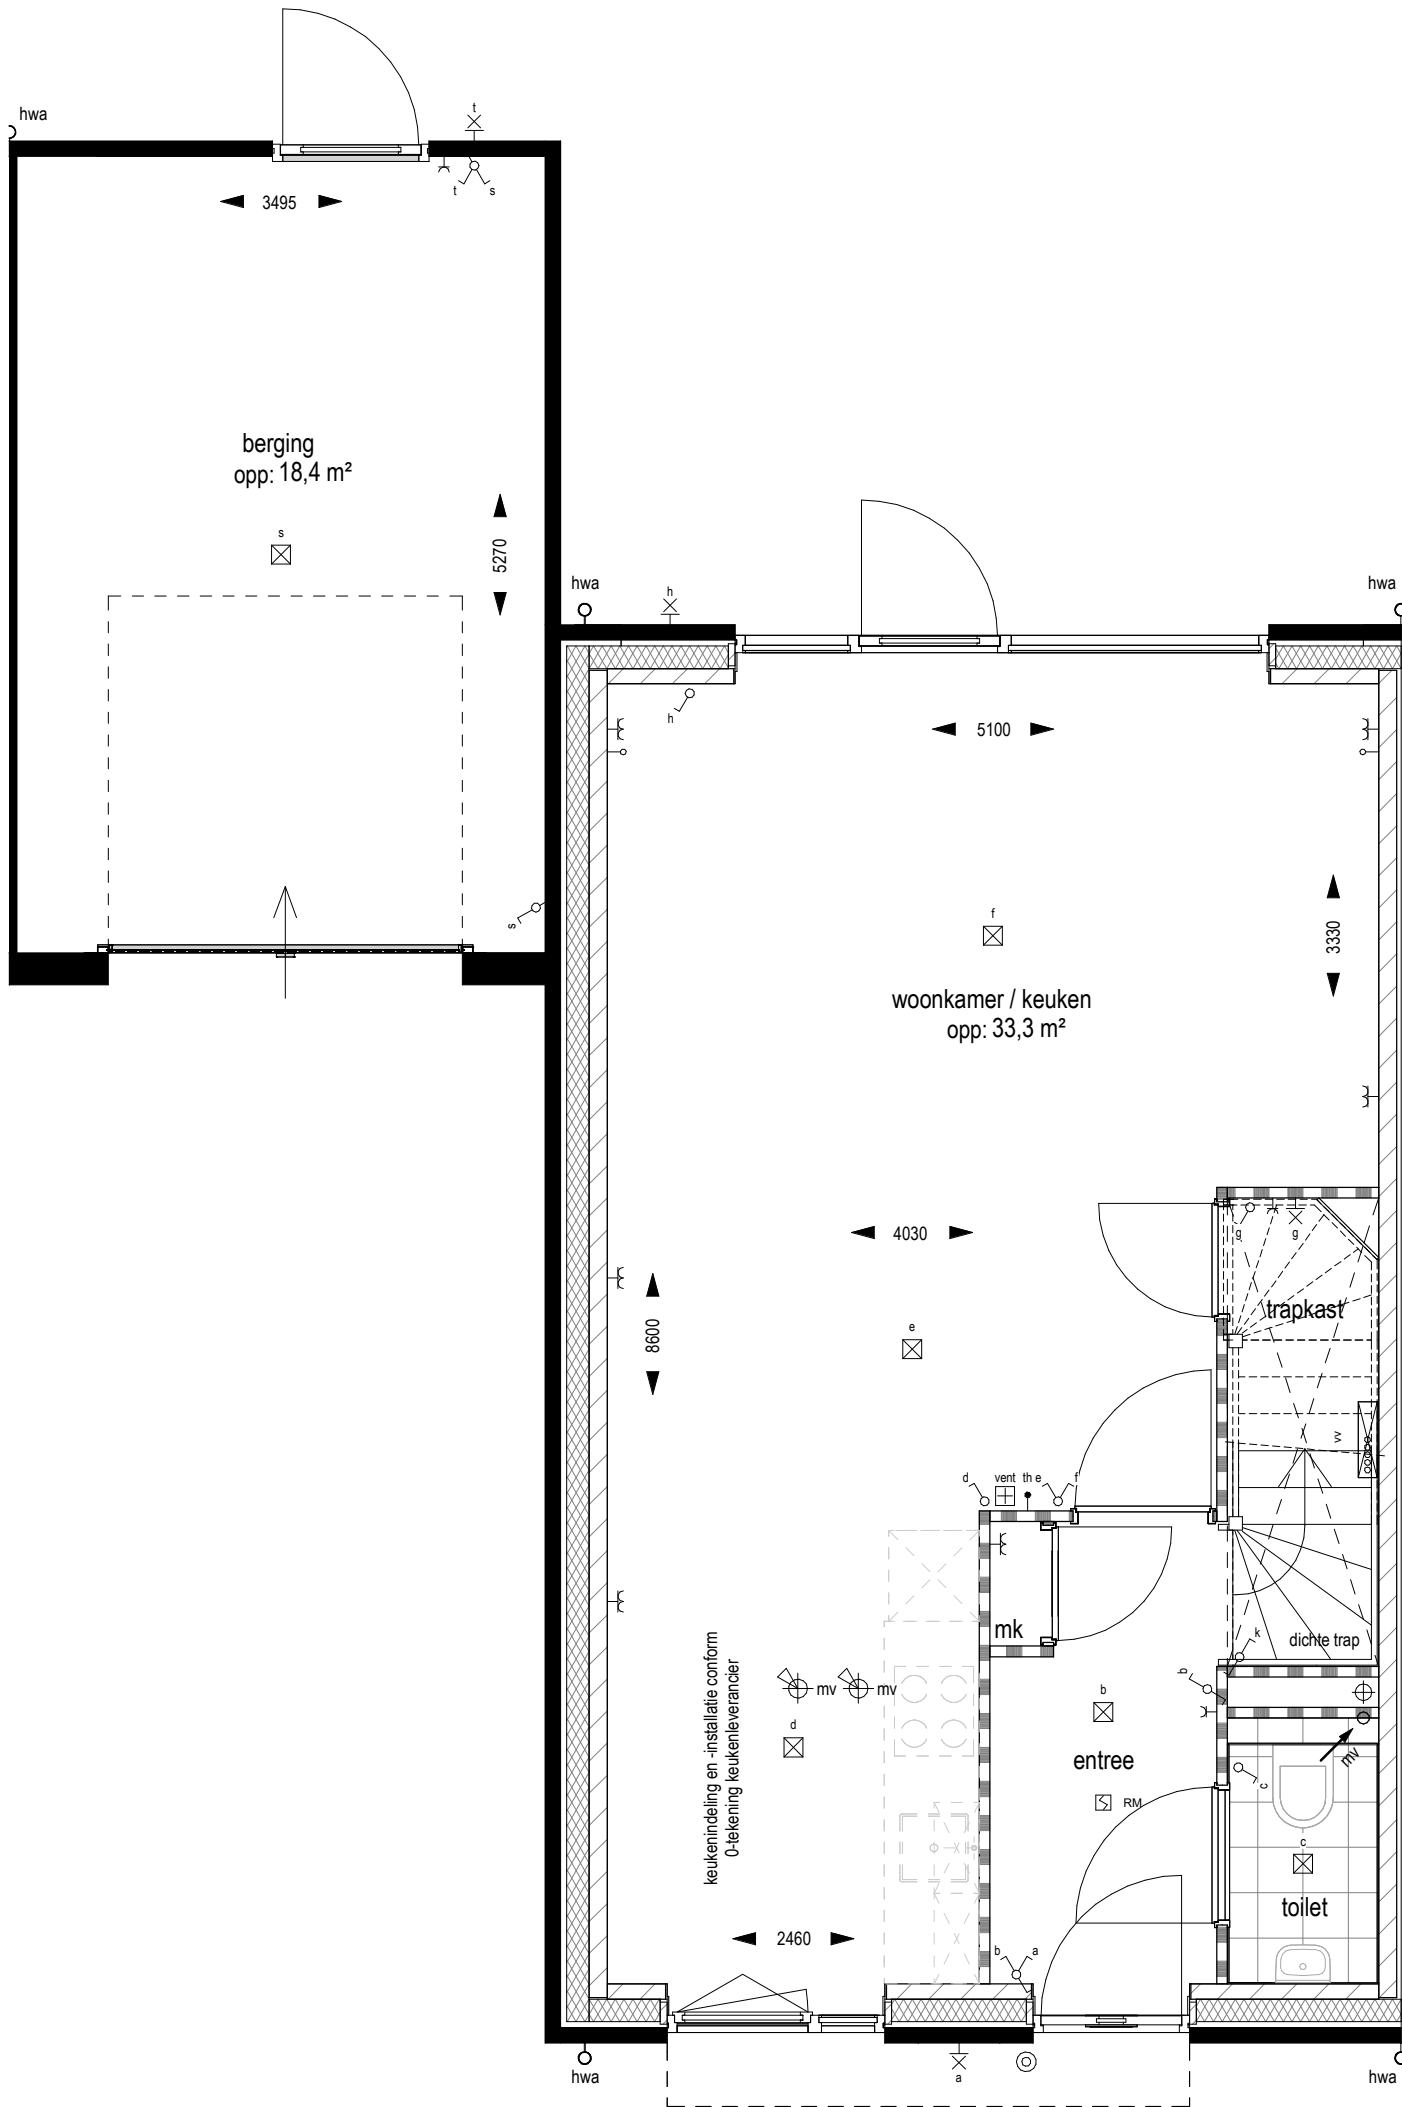 hwa
t
t
s
3495
berging
opp: 18,4 m²
s
5270
s
hwa
h
hwa
h
5100
f
3330
woonkamer / keuken
opp: 33,3 m²
4030
g
g
trapkast
8600
e
vv
d
vent
th
e
f
mk
dichte trap
k
b
keukenindeling en -installatie conform
0-tekening keukenleverancier
mv
mv
d
b
entree
mv
c
RM
c
toilet
2460
b
a
hwa
a
hwa